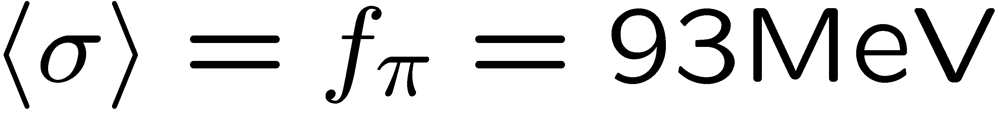 ⟨σ⟩ = f_π = 93MeV